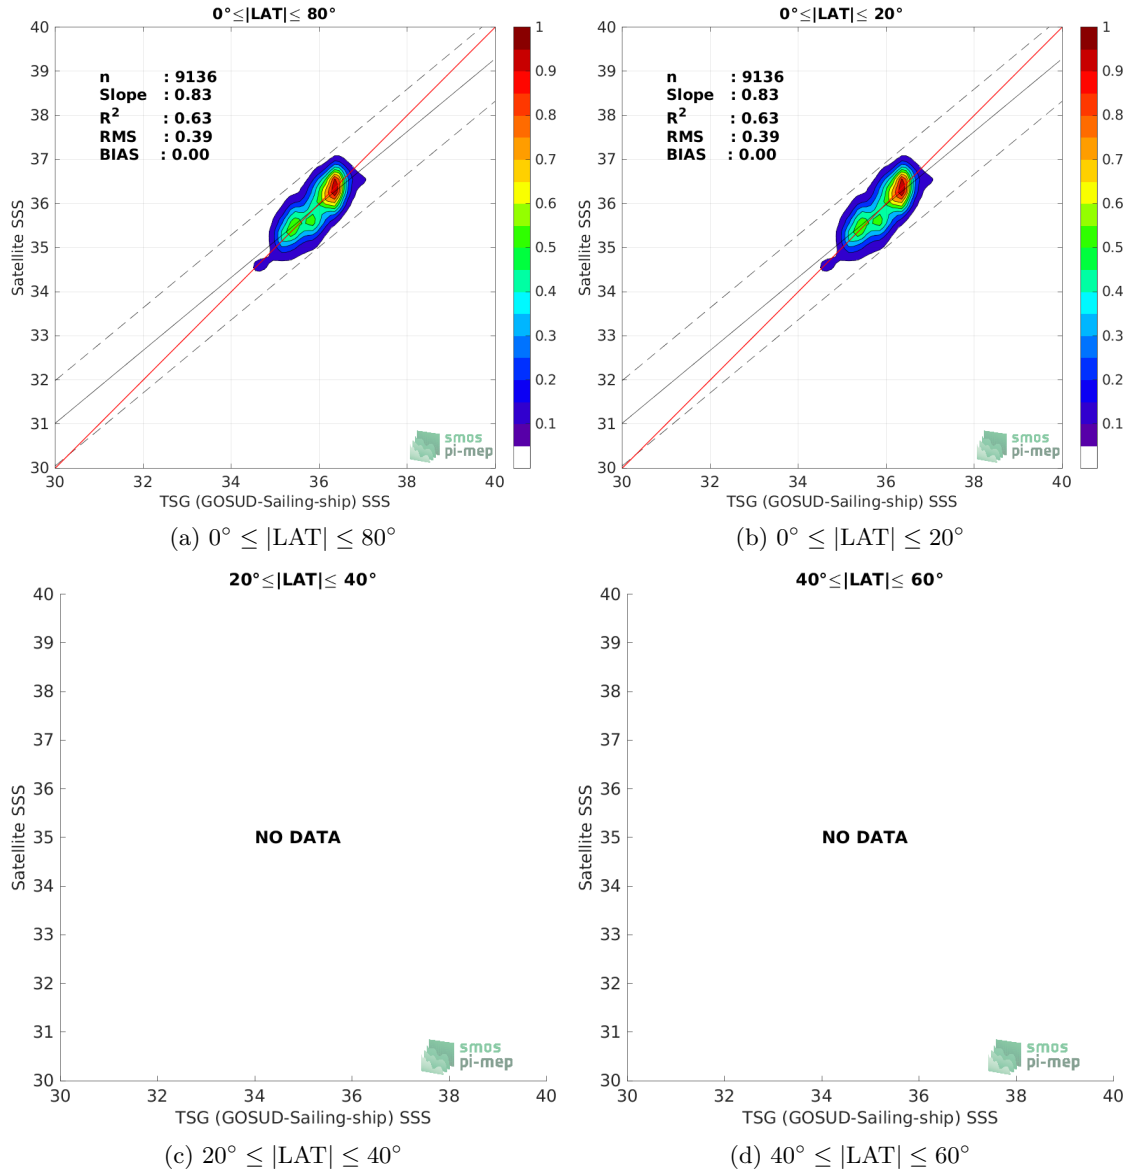 0°≤|LAT|≤ 80°
40
39
38
37
36
35
34
33
32
31
30
Satellite SSS
n : 9136
Slope : 0.83
R² : 0.63
RMS : 0.39
BIAS : 0.00
1
0.9
0.8
0.7
0.6
0.5
0.4
0.3
0.2
0.1
smos
pi-mep
30 32 34 36 38 40
TSG (GOSUD-Sailing-ship) SSS
(a) 0° ≤ |LAT| ≤ 80°
0°≤|LAT|≤ 20°
40
39
38
37
36
35
34
33
32
31
30
Satellite SSS
n : 9136
Slope : 0.83
R² : 0.63
RMS : 0.39
BIAS : 0.00
1
0.9
0.8
0.7
0.6
0.5
0.4
0.3
0.2
0.1
smos
pi-mep
30 32 34 36 38 40
TSG (GOSUD-Sailing-ship) SSS
(b) 0° ≤ |LAT| ≤ 20°
20°≤|LAT|≤ 40°
40
39
38
37
36
35
34
33
32
31
30
Satellite SSS
NO DATA
smos
pi-mep
30 32 34 36 38 40
TSG (GOSUD-Sailing-ship) SSS
(c) 20° ≤ |LAT| ≤ 40°
40°≤|LAT|≤ 60°
40
39
38
37
36
35
34
33
32
31
30
Satellite SSS
NO DATA
smos
pi-mep
30 32 34 36 38 40
TSG (GOSUD-Sailing-ship) SSS
(d) 40° ≤ |LAT| ≤ 60°